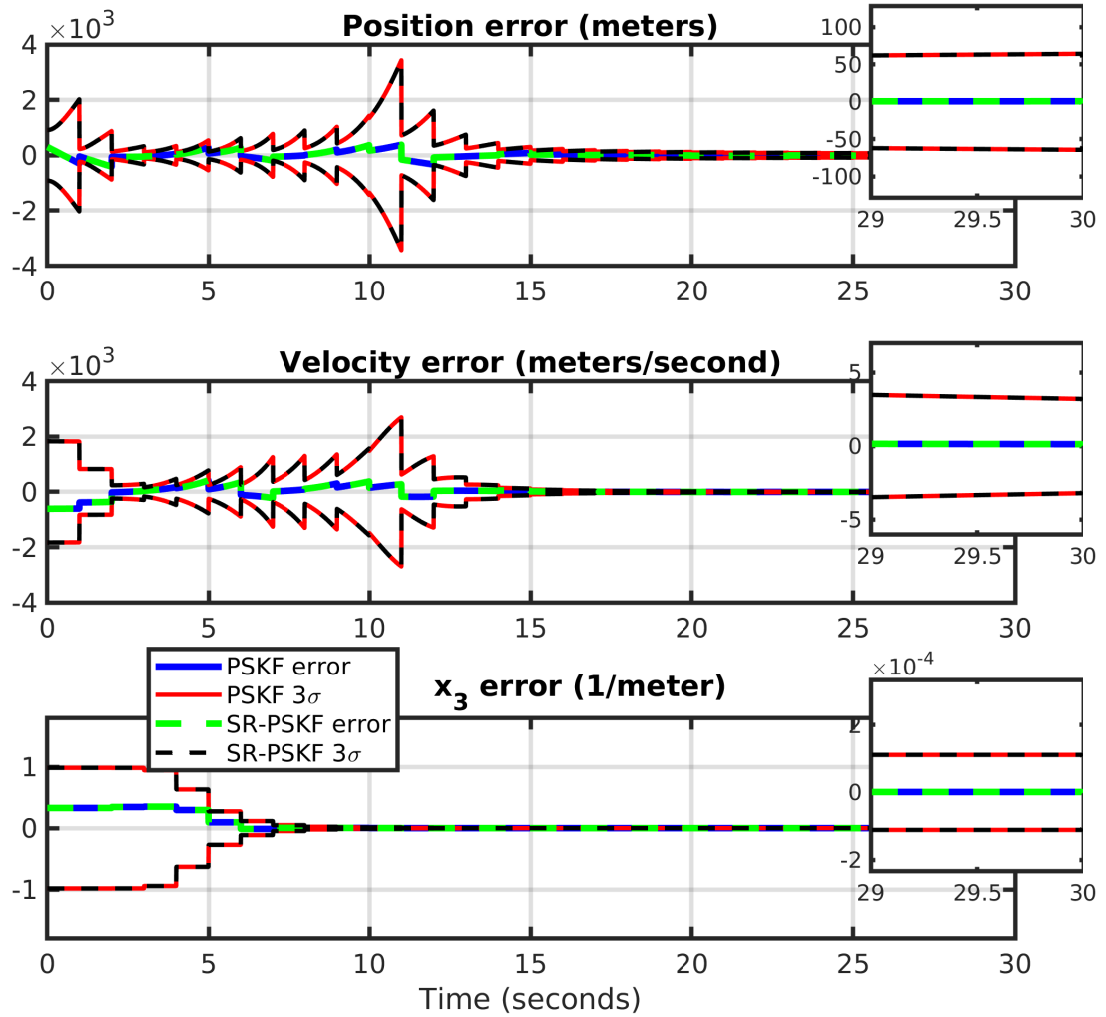 ×10³
Position error (meters)
4
2
0
-2
-4
0 5 10 15 20 25 30
100
50
0
-50
-100
29 29.5 30
×10³
Velocity error (meters/second)
4
2
0
-2
-4
0 5 10 15 20 25 30
5
0
-5
29 29.5 30
PSKF error
PSKF 3σ
SR-PSKF error
SR-PSKF 3σ
x₃ error (1/meter)
1
0
-1
0 5 10 15 20 25 30
×10⁻⁴
2
0
-2
29 29.5 30
Time (seconds)